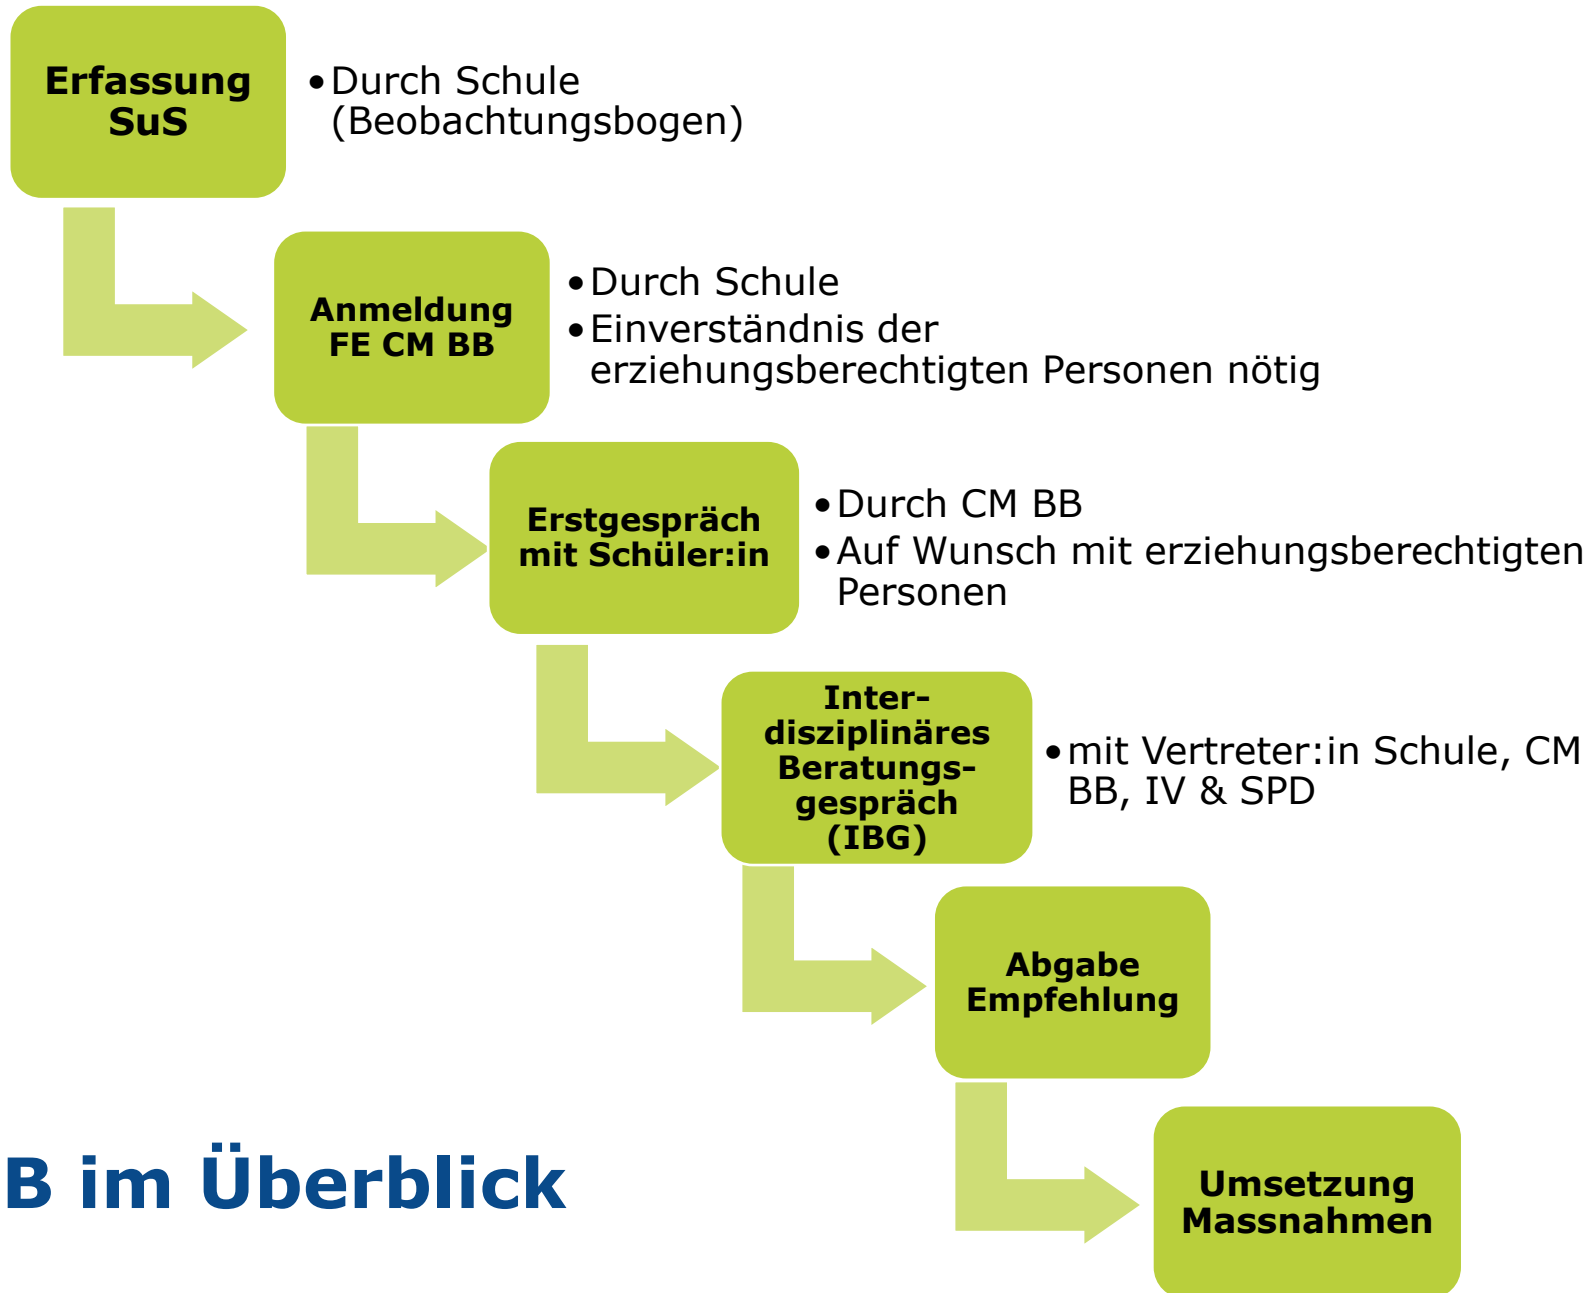 Erfassung
SuS
•Durch Schule
(Beobachtungsbogen)
Anmeldung
FE CM BB
•Durch Schule
•Einverständnis der
erziehungsberechtigten Personen nötig
Erstgespräch
mit Schüler:in
•Durch CM BB
•Auf Wunsch mit erziehungsberechtigten
Personen
Inter-
disziplinäres
Beratungs-
gespräch
(IBG)
•mit Vertreter:in Schule, CM
BB, IV & SPD
Abgabe
Empfehlung
Umsetzung
Massnahmen
B im Überblick